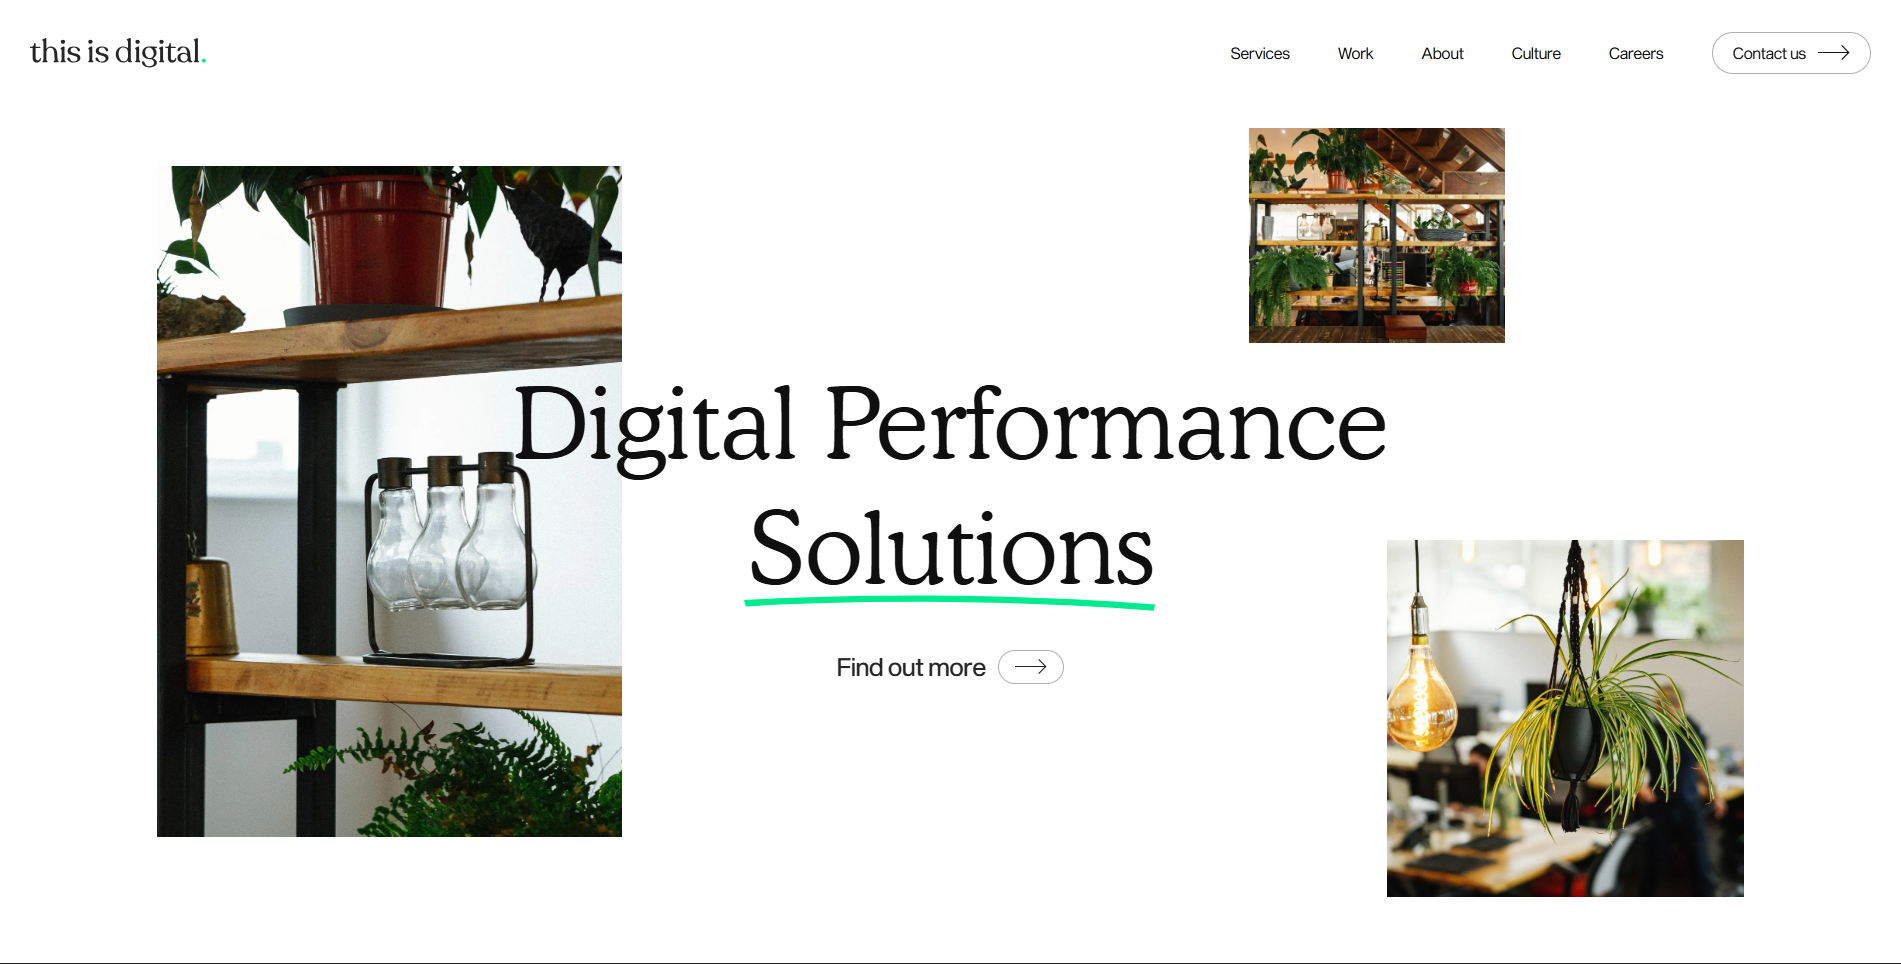 this is digital.
Services
Work
About
Culture
Careers
Contact us
Digital Performance
Solutions
Find out more